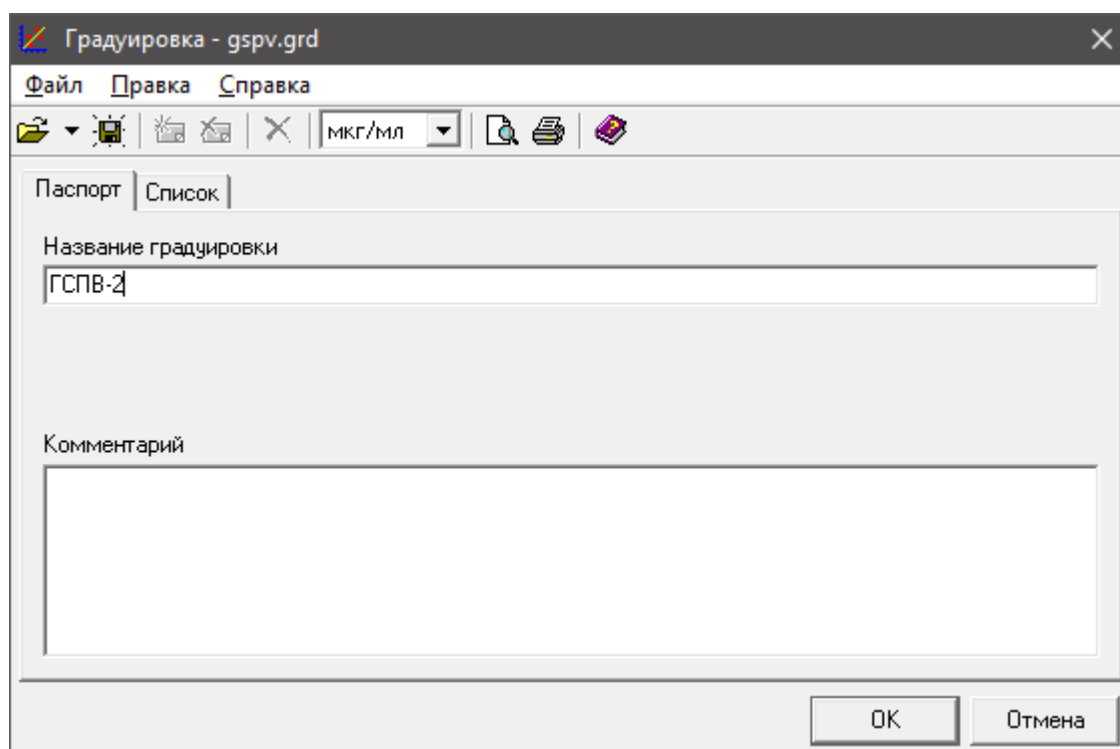 Градуировка - gspv.grd
Файл Правка Справка
мкг/мл
Паспорт Список
Название градуировки
ГСПВ-2
Комментарий
OK Отмена